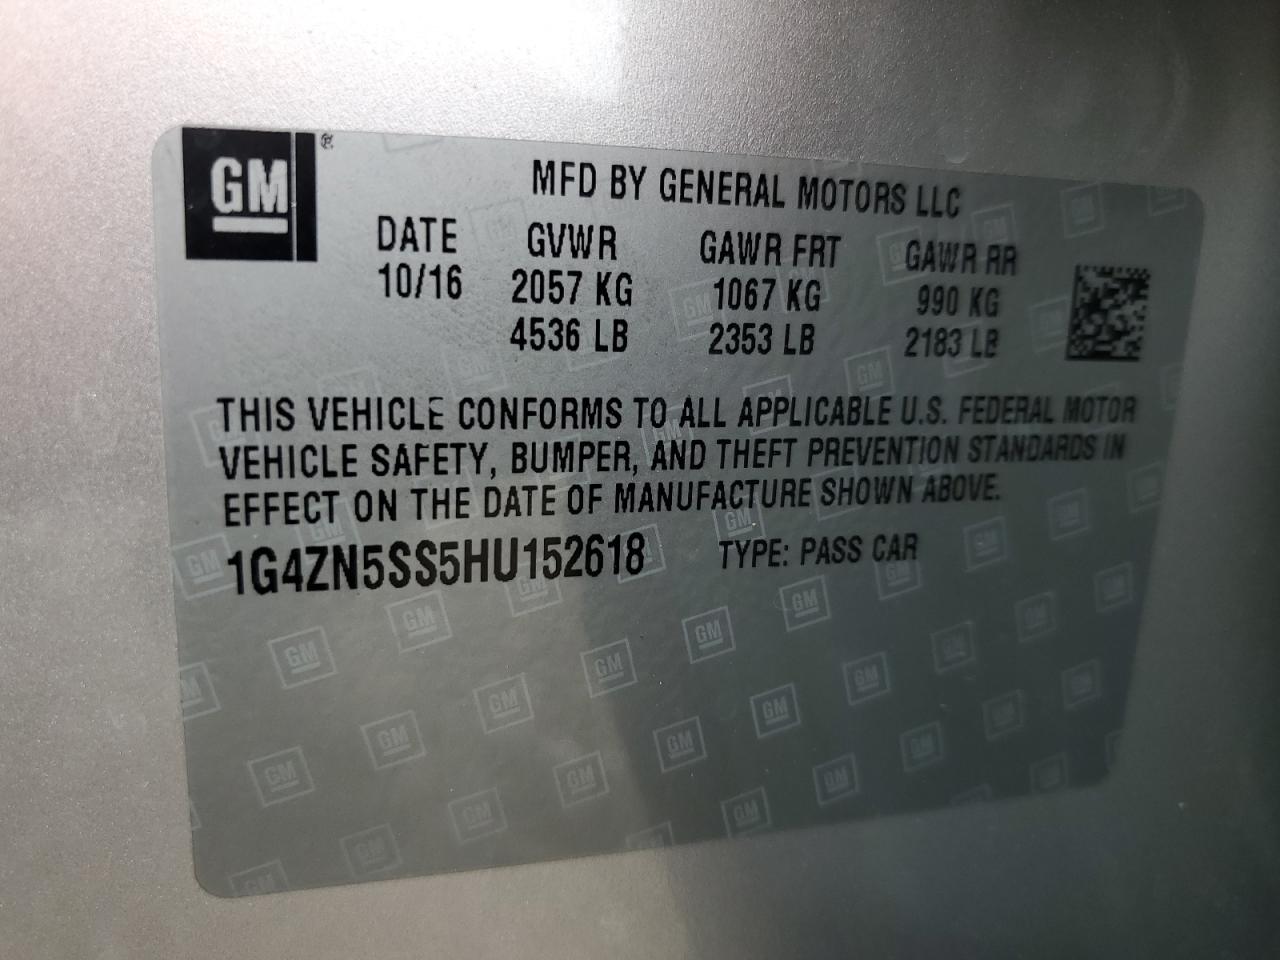 GM
MFD BY GENERAL MOTORS LLC
DATE GVWR GAWR FRT GAWR RR
10/16 2057 KG 1067 KG 990 KG
4536 LB 2353 LB 2183 LB
THIS VEHICLE CONFORMS TO ALL APPLICABLE U.S. FEDERAL MOTOR
VEHICLE SAFETY, BUMPER, AND THEFT PREVENTION STANDARDS IN
EFFECT ON THE DATE OF MANUFACTURE SHOWN ABOVE.
1G4ZN5SS5HU152618 TYPE: PASS CAR